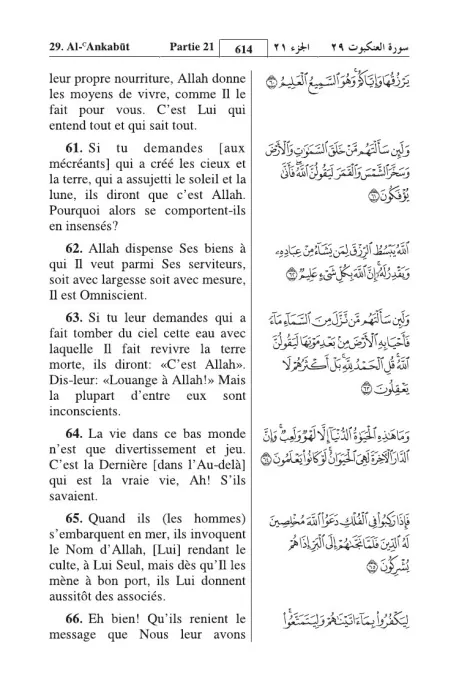 29. Al-ᶜAnkabūt Partie 21 614 الجزء ٢١ سورة العنكبوت ٢٩
leur propre nourriture, Allah donne
les moyens de vivre, comme Il le
fait pour vous. C’est Lui qui
entend tout et qui sait tout.
61. Si tu demandes [aux
mécréants] qui a créé les cieux et
la terre, qui a assujetti le soleil et la
lune, ils diront que c’est Allah.
Pourquoi alors se comportent-ils
en insensés?
62. Allah dispense Ses biens à
qui Il veut parmi Ses serviteurs,
soit avec largesse soit avec mesure,
Il est Omniscient.
63. Si tu leur demandes qui a
fait tomber du ciel cette eau avec
laquelle Il fait revivre la terre
morte, ils diront: «C’est Allah».
Dis-leur: «Louange à Allah!» Mais
la plupart d’entre eux sont
inconscients.
64. La vie dans ce bas monde
n’est que divertissement et jeu.
C’est la Dernière [dans l’Au-delà]
qui est la vraie vie, Ah! S’ils
savaient.
65. Quand ils (les hommes)
s’embarquent en mer, ils invoquent
le Nom d’Allah, [Lui] rendant le
culte, à Lui Seul, mais dès qu’Il les
mène à bon port, ils Lui donnent
aussitôt des associés.
66. Eh bien! Qu’ils renient le
message que Nous leur avons
يَرْزُقُهَا وَإِيَّاكُمْ وَهُوَ السَّمِيعُ الْعَلِيمُ ٦٠
وَلَئِن سَأَلْتَهُم مَّنْ خَلَقَ السَّمَاوَاتِ وَالْأَرْضَ
وَسَخَّرَ الشَّمْسَ وَالْقَمَرَ لَيَقُولُنَّ اللَّهُ فَأَنَّى
يُؤْفَكُونَ ٦١
اللَّهُ يَبْسُطُ الرِّزْقَ لِمَن يَشَاءُ مِنْ عِبَادِهِ
وَيَقْدِرُ لَهُ إِنَّ اللَّهَ بِكُلِّ شَيْءٍ عَلِيمٌ ٦٢
وَلَئِن سَأَلْتَهُم مَّن نَّزَّلَ مِنَ السَّمَاءِ مَاءً
فَأَحْيَا بِهِ الْأَرْضَ مِن بَعْدِ مَوْتِهَا لَيَقُولُنَّ
اللَّهُ قُلِ الْحَمْدُ لِلَّهِ بَلْ أَكْثَرُهُمْ لَا
يَعْقِلُونَ ٦٣
وَمَا هَٰذِهِ الْحَيَاةُ الدُّنْيَا إِلَّا لَهْوٌ وَلَعِبٌ وَإِنَّ
الدَّارَ الْآخِرَةَ لَهِيَ الْحَيَوَانُ لَوْ كَانُوا يَعْلَمُونَ ٦٤
فَإِذَا رَكِبُوا فِي الْفُلْكِ دَعَوُا اللَّهَ مُخْلِصِينَ
لَهُ الدِّينَ فَلَمَّا نَجَّاهُمْ إِلَى الْبَرِّ إِذَا هُمْ
يُشْرِكُونَ ٦٥
لِيَكْفُرُوا بِمَا آتَيْنَاهُمْ وَلِيَتَمَتَّعُوا